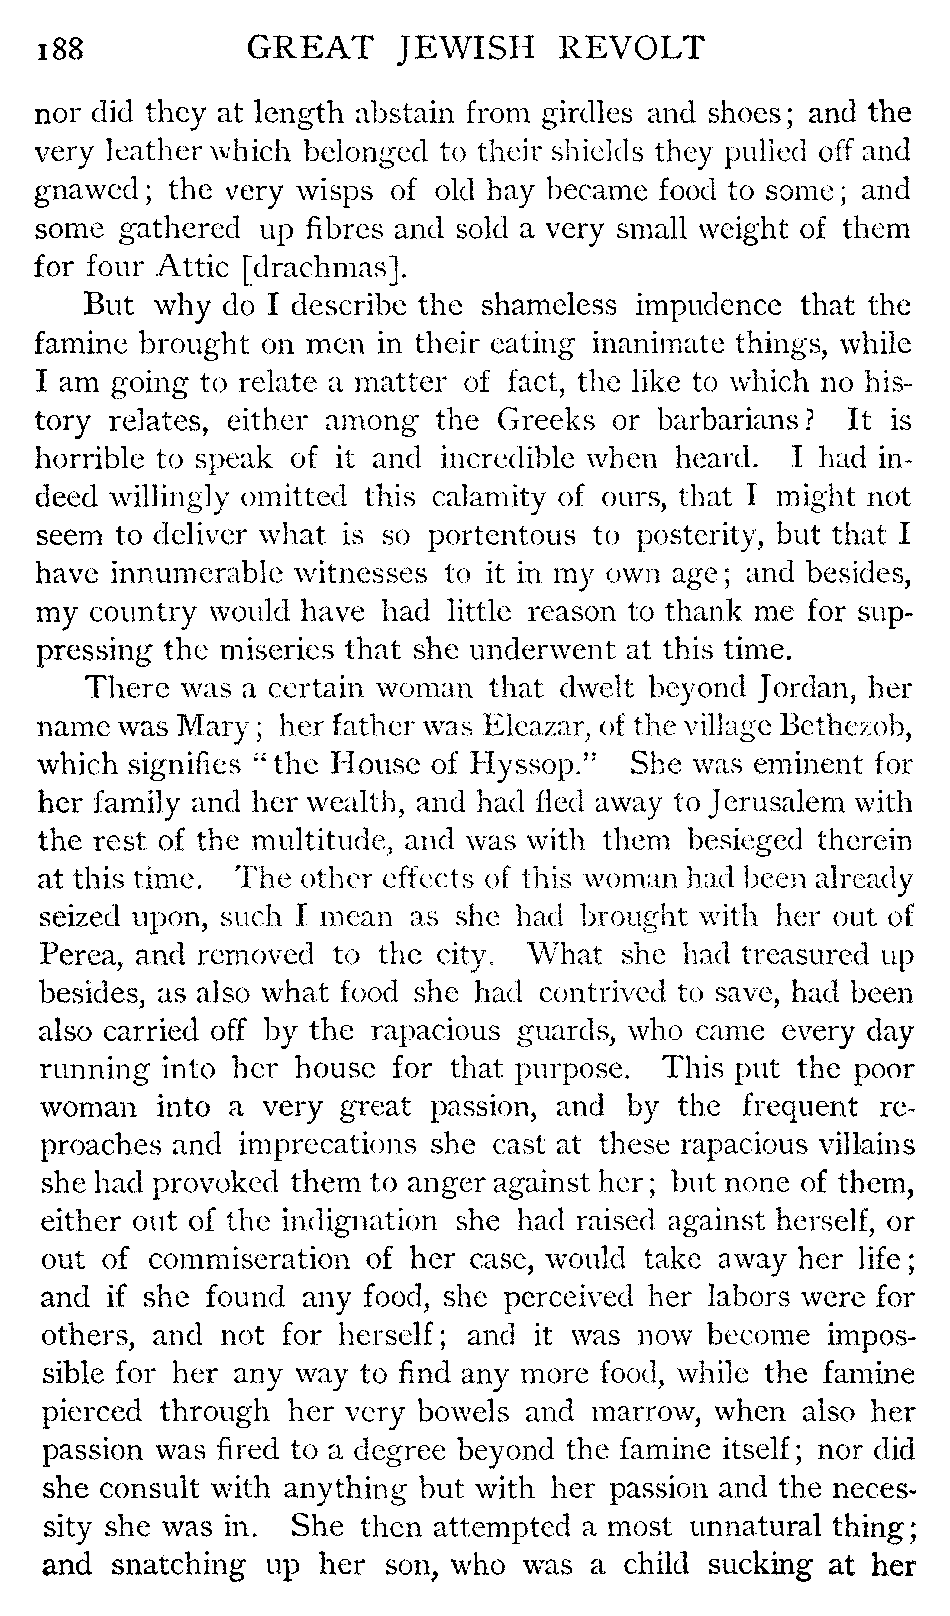 188 GREAT JEWISH REVOLT
nor did they at length abstain from girdles and shoes; and the
very leather which belonged to their shields they pulled off and
gnawed; the very wisps of old hay became food to some; and
some gathered up fibres and sold a very small weight of them
for four Attic [drachmas].
But why do I describe the shameless impudence that the
famine brought on men in their eating inanimate things, while
I am going to relate a matter of fact, the like to which no his-
tory relates, either among the Greeks or barbarians? It is
horrible to speak of it and incredible when heard. I had in-
deed willingly omitted this calamity of ours, that I might not
seem to deliver what is so portentous to posterity, but that I
have innumerable witnesses to it in my own age; and besides,
my country would have had little reason to thank me for sup-
pressing the miseries that she underwent at this time.
There was a certain woman that dwelt beyond Jordan, her
name was Mary; her father was Eleazar, of the village Bethezob,
which signifies "the House of Hyssop." She was eminent for
her family and her wealth, and had fled away to Jerusalem with
the rest of the multitude, and was with them besieged therein
at this time. The other effects of this woman had been already
seized upon, such I mean as she had brought with her out of
Perea, and removed to the city. What she had treasured up
besides, as also what food she had contrived to save, had been
also carried off by the rapacious guards, who came every day
running into her house for that purpose. This put the poor
woman into a very great passion, and by the frequent re-
proaches and imprecations she cast at these rapacious villains
she had provoked them to anger against her; but none of them,
either out of the indignation she had raised against herself, or
out of commiseration of her case, would take away her life;
and if she found any food, she perceived her labors were for
others, and not for herself; and it was now become impos-
sible for her any way to find any more food, while the famine
pierced through her very bowels and marrow, when also her
passion was fired to a degree beyond the famine itself; nor did
she consult with anything but with her passion and the neces-
sity she was in. She then attempted a most unnatural thing;
and snatching up her son, who was a child sucking at her